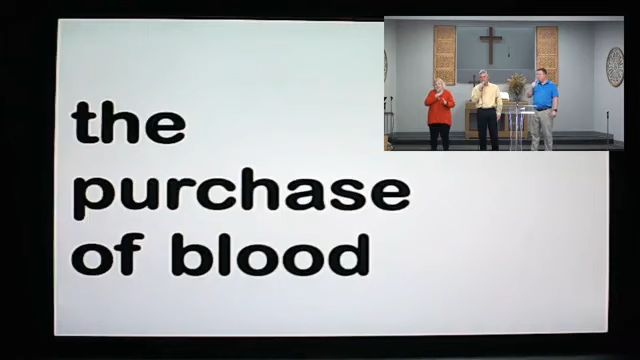 the
purchase
of blood